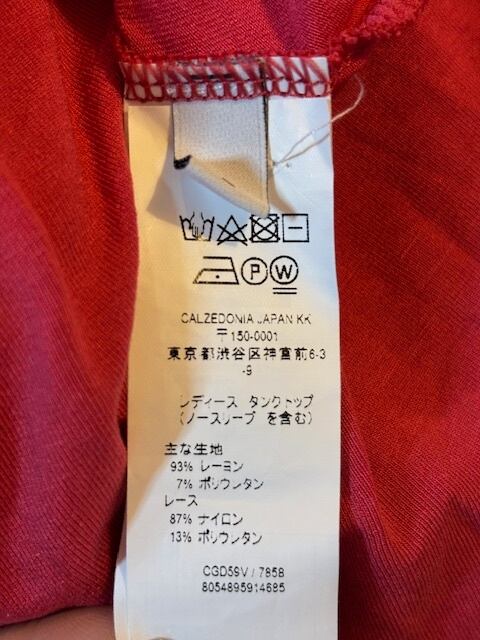 P W
CALZEDONIA JAPAN KK
〒150-0001
東京都渋谷区神宮前6-3
-9
レディース タンクトップ
(ノースリーブ を含む)
主な生地
93% レーヨン
7% ポリウレタン
レース
87% ナイロン
13% ポリウレタン
CGD59V / 7858
8054895914685